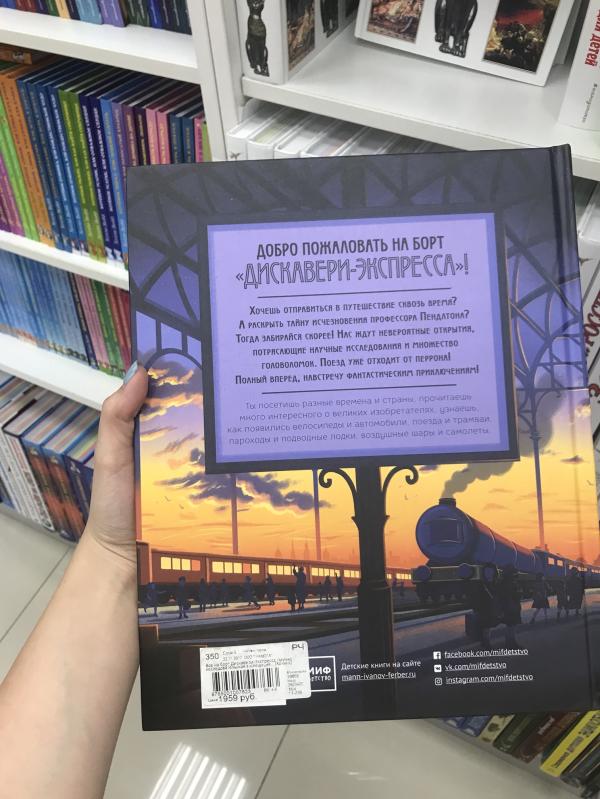 ДОБРО ПОЖАЛОВАТЬ НА БОРТ
«ДИСКАВЕРИ-ЭКСПРЕССА»!
Хочешь отправиться в путешествие сквозь время?
А раскрыть тайну исчезновения профессора Пендлтона?
Тогда забирайся скорее! Нас ждут невероятные открытия,
потрясающие научные исследования и множество
головоломок. Поезд уже отходит от перрона!
Полный вперед, навстречу фантастическим приключениям!
Ты посетишь разные времена и страны, прочитаешь
много интересного о великих изобретателях, узнаешь,
как появились велосипеды и автомобили, поезда и трамваи,
пароходы и подводные лодки, воздушные шары и самолеты.
350
РЧ
Цена: 1959 руб.
МИФ
ДЕТСТВО
Детские книги на сайте
mann-ivanov-ferber.ru
facebook.com/mifdetstvo
vk.com/mifdetstvo
instagram.com/mifdetstvo